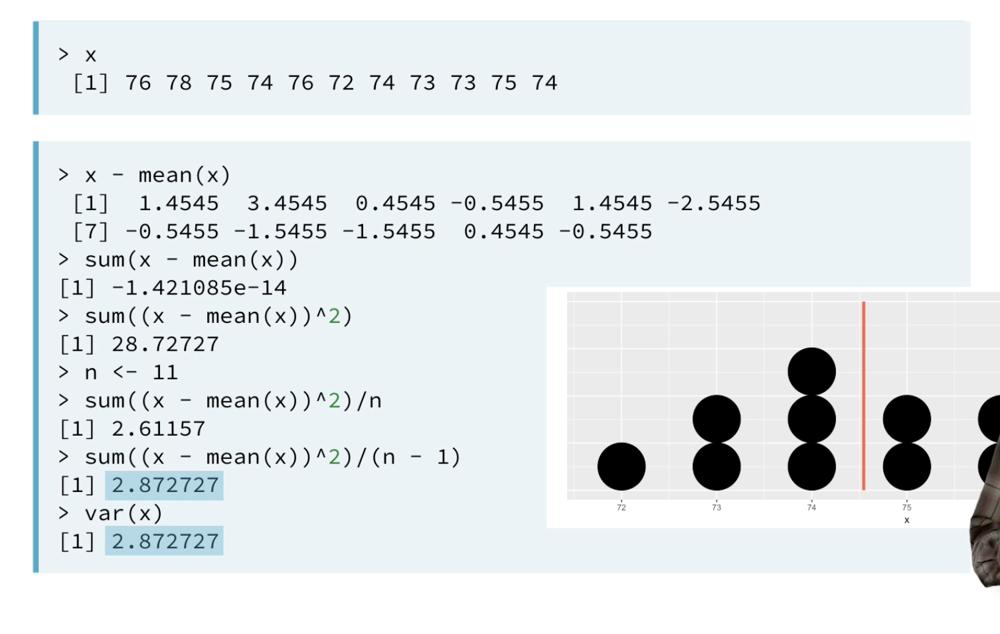 > x
[1] 76 78 75 74 76 72 74 73 73 75 74
> x - mean(x)
[1]  1.4545  3.4545  0.4545 -0.5455  1.4545 -2.5455
[7] -0.5455 -1.5455 -1.5455  0.4545 -0.5455
> sum(x - mean(x))
[1] -1.421085e-14
> sum((x - mean(x))^2)
[1] 28.72727
> n <- 11
> sum((x - mean(x))^2)/n
[1] 2.61157
> sum((x - mean(x))^2)/(n - 1)
[1] 2.872727
> var(x)
[1] 2.872727
72 73 74 75
x